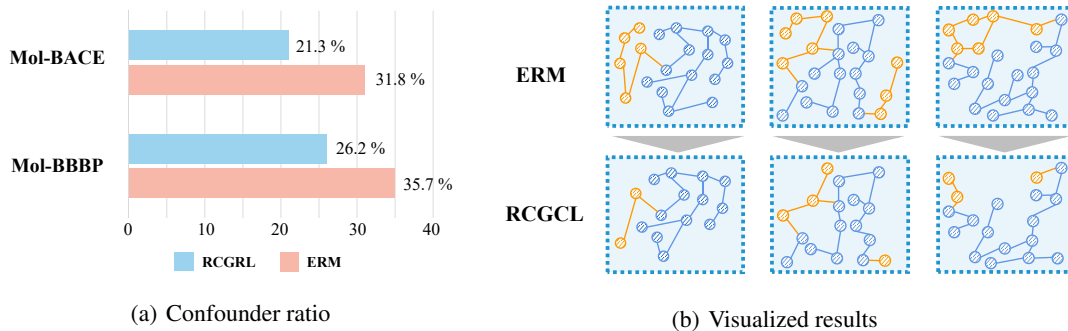 Mol-BACE
21.3 %
31.8 %
Mol-BBBP
26.2 %
35.7 %
0 10 20 30 40
RCGRL ERM
(a) Confounder ratio
ERM
RCGCL
(b) Visualized results